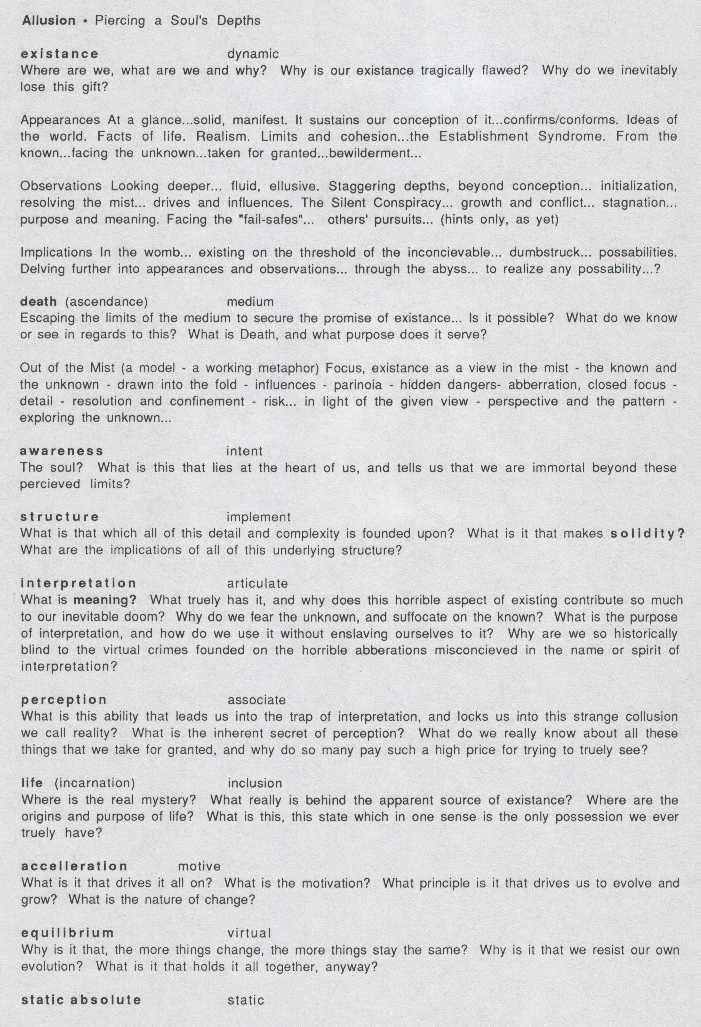 Allusion • Piercing a Soul's Depths
existance dynamic
Where are we, what are we and why? Why is our existance tragically flawed? Why do we inevitably
lose this gift?
Appearances At a glance...solid, manifest. It sustains our conception of it...confirms/conforms. Ideas of
the world. Facts of life. Realism. Limits and cohesion...the Establishment Syndrome. From the
known...facing the unknown...taken for granted...bewilderment...
Observations Looking deeper... fluid, ellusive. Staggering depths, beyond conception... initialization,
resolving the mist... drives and influences. The Silent Conspiracy... growth and conflict... stagnation...
purpose and meaning. Facing the "fail-safes"... others' pursuits... (hints only, as yet)
Implications In the womb... existing on the threshold of the inconcievable... dumbstruck... possabilities.
Delving further into appearances and observations... through the abyss... to realize any possability...?
death (ascendance) medium
Escaping the limits of the medium to secure the promise of existance... Is it possible? What do we know
or see in regards to this? What is Death, and what purpose does it serve?
Out of the Mist (a model - a working metaphor) Focus, existance as a view in the mist - the known and
the unknown - drawn into the fold - influences - parinoia - hidden dangers- abberration, closed focus -
detail - resolution and confinement - risk... in light of the given view - perspective and the pattern -
exploring the unknown...
awareness intent
The soul? What is this that lies at the heart of us, and tells us that we are immortal beyond these
percieved limits?
structure implement
What is that which all of this detail and complexity is founded upon? What is it that makes solidity?
What are the implications of all of this underlying structure?
interpretation articulate
What is meaning? What truely has it, and why does this horrible aspect of existing contribute so much
to our inevitable doom? Why do we fear the unknown, and suffocate on the known? What is the purpose
of interpretation, and how do we use it without enslaving ourselves to it? Why are we so historically
blind to the virtual crimes founded on the horrible abberations misconcieved in the name or spirit of
interpretation?
perception associate
What is this ability that leads us into the trap of interpretation, and locks us into this strange collusion
we call reality? What is the inherent secret of perception? What do we really know about all these
things that we take for granted, and why do so many pay such a high price for trying to truely see?
life (incarnation) inclusion
Where is the real mystery? What really is behind the apparent source of existance? Where are the
origins and purpose of life? What is this, this state which in one sense is the only possession we ever
truely have?
accelleration motive
What is it that drives it all on? What is the motivation? What principle is it that drives us to evolve and
grow? What is the nature of change?
equilibrium virtual
Why is it that, the more things change, the more things stay the same? Why is it that we resist our own
evolution? What is it that holds it all together, anyway?
static absolute static